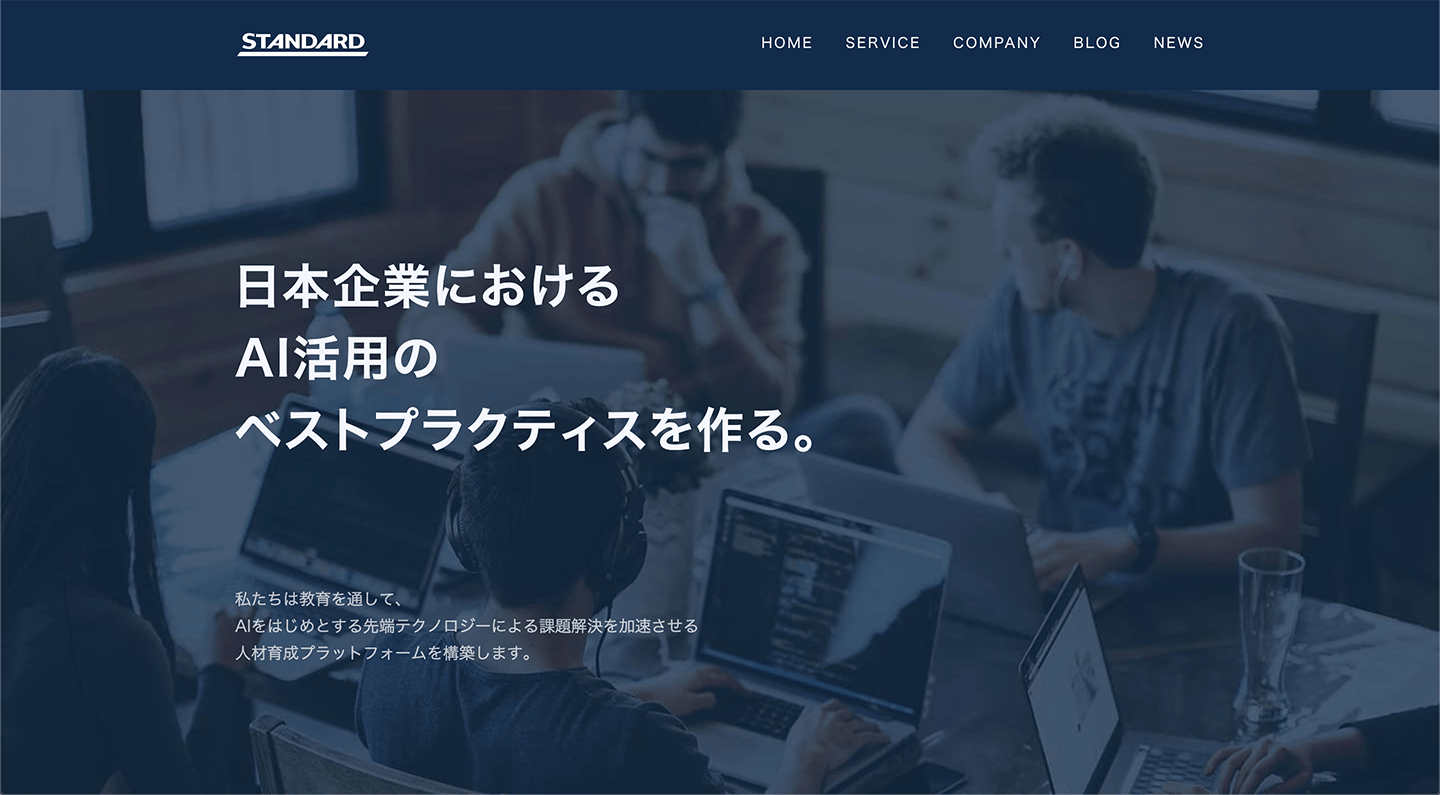 STANDARD
HOME SERVICE COMPANY BLOG NEWS
日本企業における
AI活用の
ベストプラクティスを作る。
私たちは教育を通して、
AIをはじめとする先端テクノロジーによる課題解決を加速させる
人材育成プラットフォームを構築します。